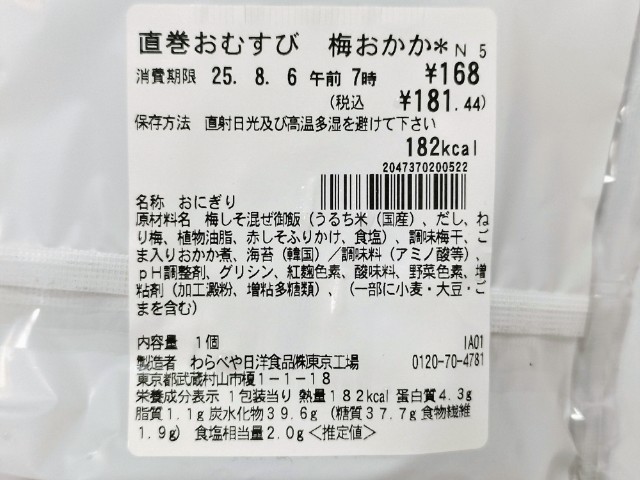 直巻おむすび 梅おかか＊N 5
消費期限 25. 8. 6 午前 7時 ¥168
(税込 ¥181.44)
保存方法 直射日光及び高温多湿を避けて下さい
182kcal
2047370200522
名称 おにぎり
原材料名 梅しそ混ぜ御飯（うるち米（国産）、だし、ね
り梅、植物油脂、赤しそふりかけ、食塩）、調味梅干、ご
ま入りおかか煮、海苔（韓国）／調味料（アミノ酸等）、
ｐＨ調整剤、グリシン、紅麹色素、酸味料、野菜色素、増
粘剤（加工澱粉、増粘多糖類）、（一部に小麦・大豆・ご
まを含む）
内容量 1個 IA01
製造者 わらべや日洋食品㈱東京工場 0120-70-4781
東京都武蔵村山市榎1-1-18
栄養成分表示 1包装当り 熱量182kcal 蛋白質4.3g
脂質1.1g 炭水化物39.6g （糖質37.7g 食物繊維
1.9g） 食塩相当量2.0g＜推定値＞